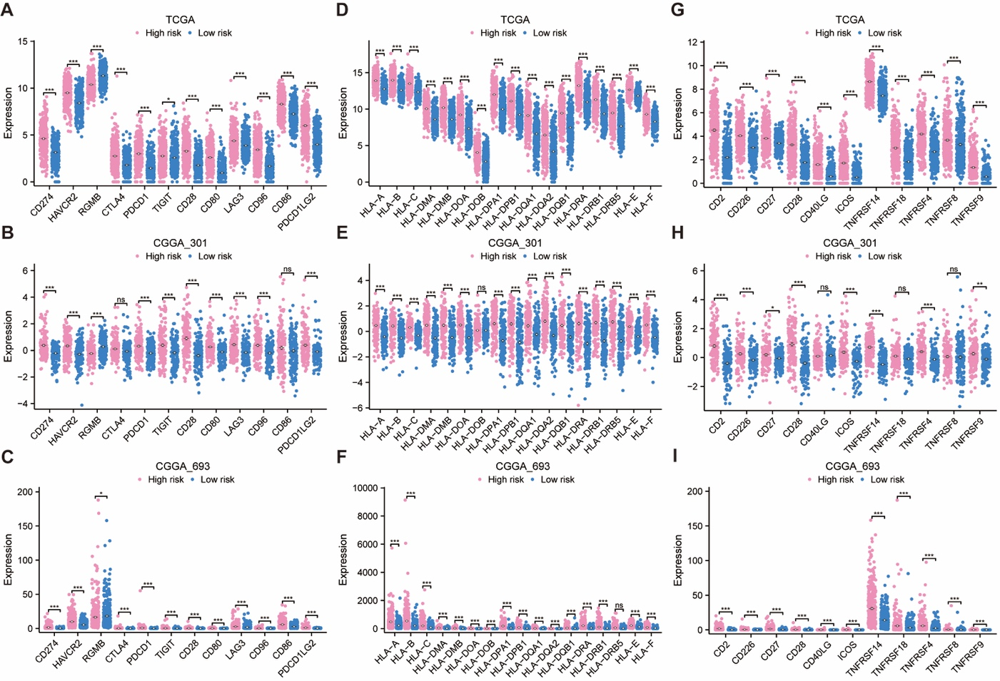 A
TCGA
High risk Low risk
Expression
15
10
5
0
*** *** *** *** *** * *** *** *** *** *** ***
CD274 HAVCR2 RGMB CTLA4 PDCD1 TIGIT CD28 CD80 LAG3 CD96 CD86 PDCD1LG2
D
TCGA
High risk Low risk
Expression
15
10
5
0
*** *** *** *** *** *** *** *** *** *** *** *** *** *** *** *** ***
HLA−A HLA−B HLA−C HLA−DMA HLA−DMB HLA−DOA HLA−DOB HLA−DPA1 HLA−DPB1 HLA−DQA1 HLA−DQA2 HLA−DQB1 HLA−DRA HLA−DRB1 HLA−DRB5 HLA−E HLA−F
G
TCGA
High risk Low risk
Expression
12
10
8
6
4
2
0
*** *** *** *** *** *** *** *** *** *** ***
CD2 CD226 CD27 CD28 CD40LG ICOS TNFRSF14 TNFRSF18 TNFRSF4 TNFRSF8 TNFRSF9
B
CGGA_301
High risk Low risk
Expression
6
4
2
0
−2
−4
*** *** *** ns *** *** *** *** *** *** ns ***
CD274 HAVCR2 RGMB CTLA4 PDCD1 TIGIT CD28 CD80 LAG3 CD96 CD86 PDCD1LG2
E
CGGA_301
High risk Low risk
Expression
4
2
0
−2
−4
−6
*** *** *** *** *** *** ns *** *** *** *** *** *** *** *** *** ***
HLA−A HLA−B HLA−C HLA−DMA HLA−DMB HLA−DOA HLA−DOB HLA−DPA1 HLA−DPB1 HLA−DQA1 HLA−DQA2 HLA−DQB1 HLA−DRA HLA−DRB1 HLA−DRB5 HLA−E HLA−F
H
CGGA_301
High risk Low risk
Expression
6
4
2
0
−2
*** *** * *** ns *** *** ns *** ns **
CD2 CD226 CD27 CD28 CD40LG ICOS TNFRSF14 TNFRSF18 TNFRSF4 TNFRSF8 TNFRSF9
C
CGGA_693
High risk Low risk
Expression
200
150
100
50
0
*** *** * *** *** *** *** *** *** *** *** ***
CD274 HAVCR2 RGMB CTLA4 PDCD1 TIGIT CD28 CD80 LAG3 CD96 CD86 PDCD1LG2
F
CGGA_693
High risk Low risk
Expression
10000
8000
6000
4000
2000
0
*** *** *** *** *** *** *** *** *** *** *** *** *** *** ns *** ***
HLA−A HLA−B HLA−C HLA−DMA HLA−DMB HLA−DOA HLA−DOB HLA−DPA1 HLA−DPB1 HLA−DQA1 HLA−DQA2 HLA−DQB1 HLA−DRA HLA−DRB1 HLA−DRB5 HLA−E HLA−F
I
CGGA_693
High risk Low risk
Expression
200
150
100
50
0
*** *** *** *** *** *** *** *** *** *** ***
CD2 CD226 CD27 CD28 CD40LG ICOS TNFRSF14 TNFRSF18 TNFRSF4 TNFRSF8 TNFRSF9